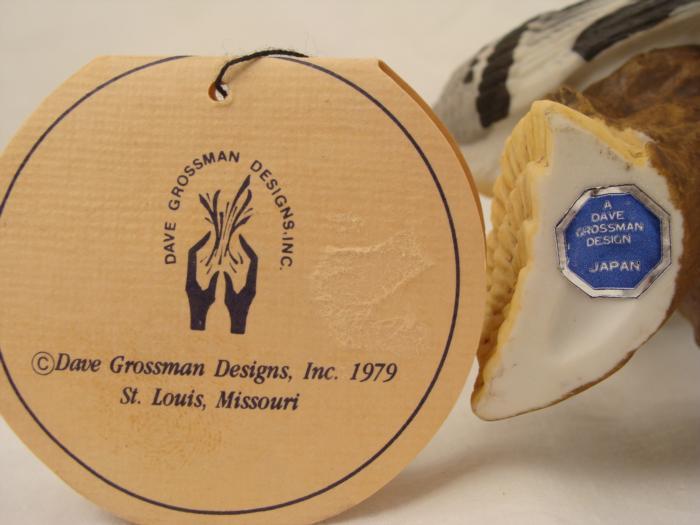 DAVE GROSSMAN DESIGNS, INC.
©Dave Grossman Designs, Inc. 1979
St. Louis, Missouri
A
DAVE
GROSSMAN
DESIGN
JAPAN